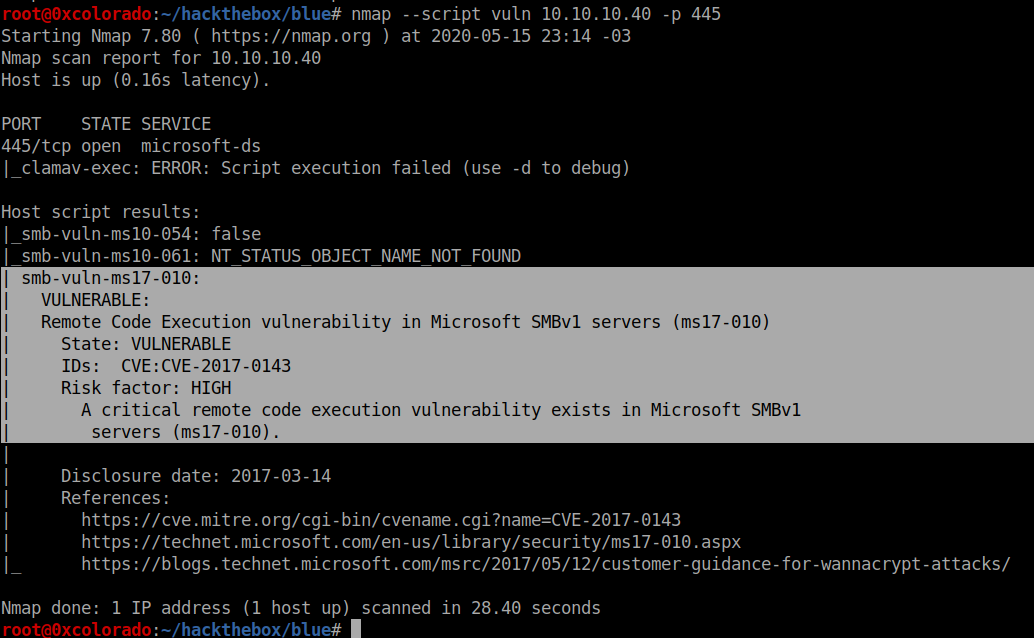 root@0xcolorado:~/hackthebox/blue# nmap --script vuln 10.10.10.40 -p 445
Starting Nmap 7.80 ( https://nmap.org ) at 2020-05-15 23:14 -03
Nmap scan report for 10.10.10.40
Host is up (0.16s latency).

PORT    STATE SERVICE
445/tcp open  microsoft-ds
|_clamav-exec: ERROR: Script execution failed (use -d to debug)

Host script results:
|_smb-vuln-ms10-054: false
|_smb-vuln-ms10-061: NT_STATUS_OBJECT_NAME_NOT_FOUND
| smb-vuln-ms17-010:
|   VULNERABLE:
|   Remote Code Execution vulnerability in Microsoft SMBv1 servers (ms17-010)
|     State: VULNERABLE
|     IDs:  CVE:CVE-2017-0143
|     Risk factor: HIGH
|       A critical remote code execution vulnerability exists in Microsoft SMBv1
|        servers (ms17-010).
|
|     Disclosure date: 2017-03-14
|     References:
|       https://cve.mitre.org/cgi-bin/cvename.cgi?name=CVE-2017-0143
|       https://technet.microsoft.com/en-us/library/security/ms17-010.aspx
|_      https://blogs.technet.microsoft.com/msrc/2017/05/12/customer-guidance-for-wannacrypt-attacks/

Nmap done: 1 IP address (1 host up) scanned in 28.40 seconds
root@0xcolorado:~/hackthebox/blue#